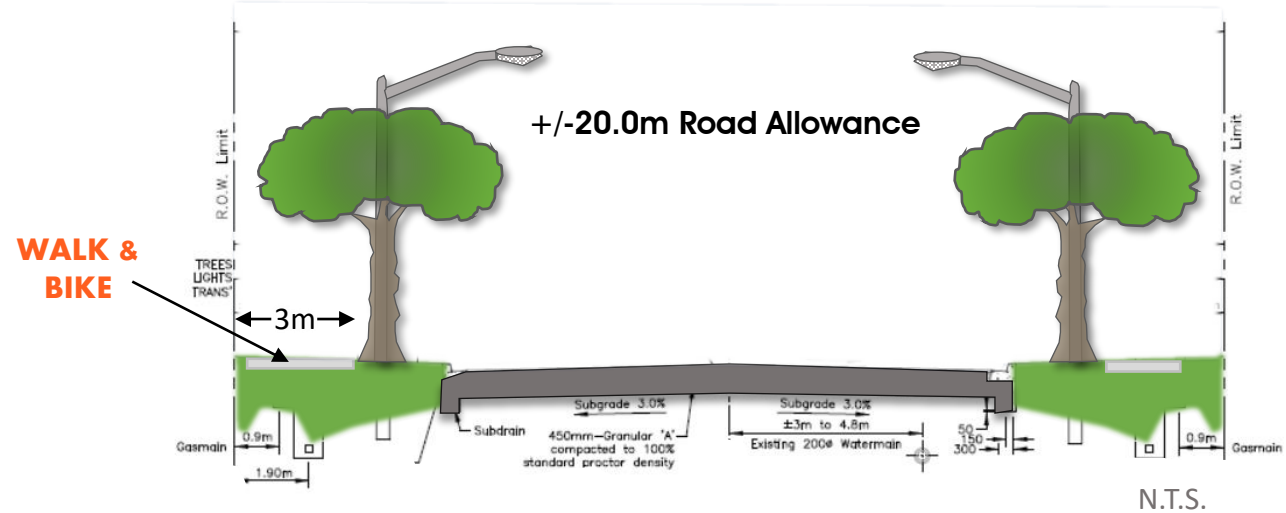 +/-20.0m Road Allowance
R.O.W. Limit
R.O.W. Limit
WALK &
BIKE
TREES
LIGHTS
TRANS'
3m
Subgrade 3.0%
Subgrade 3.0%
±3m to 4.8m
Existing 200ø Watermain
Subdrain
450mm-Granular 'A'
compacted to 100%
standard proctor density
50
150
300
Gasmain
0.9m
1.90m
0.9m
Gasmain
N.T.S.